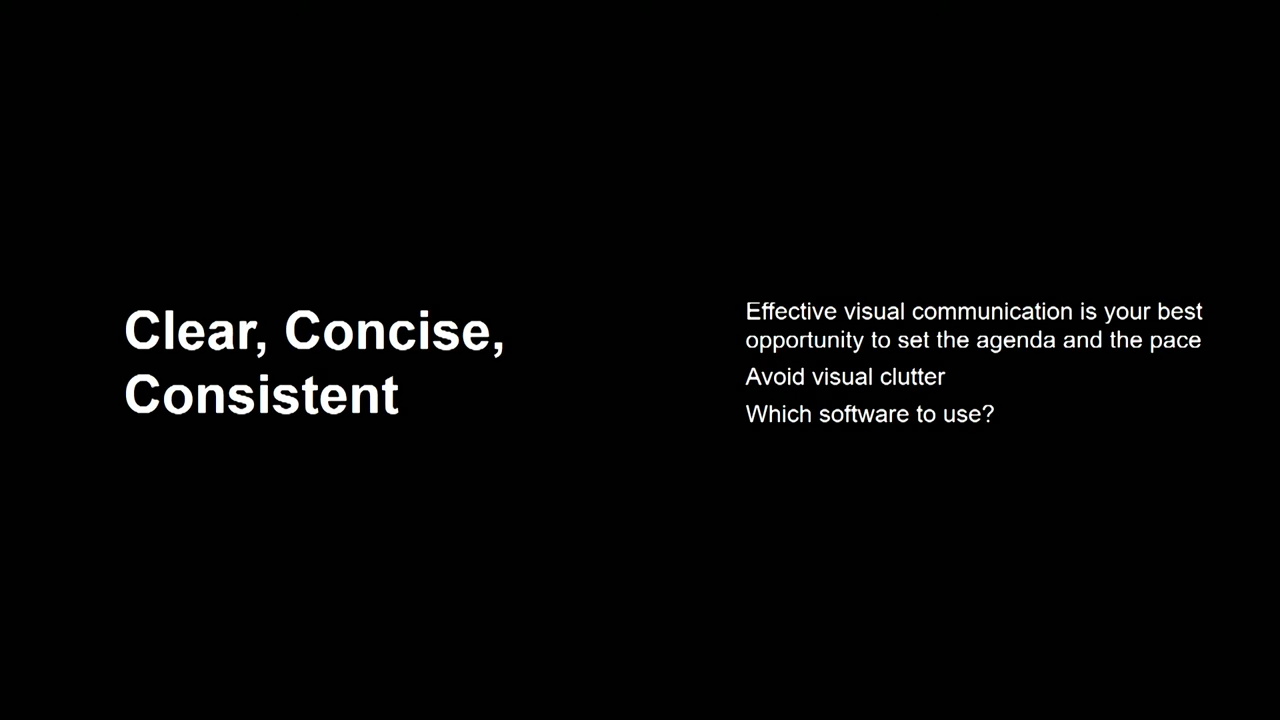 Clear, Concise,
Consistent
Effective visual communication is your best
opportunity to set the agenda and the pace
Avoid visual clutter
Which software to use?